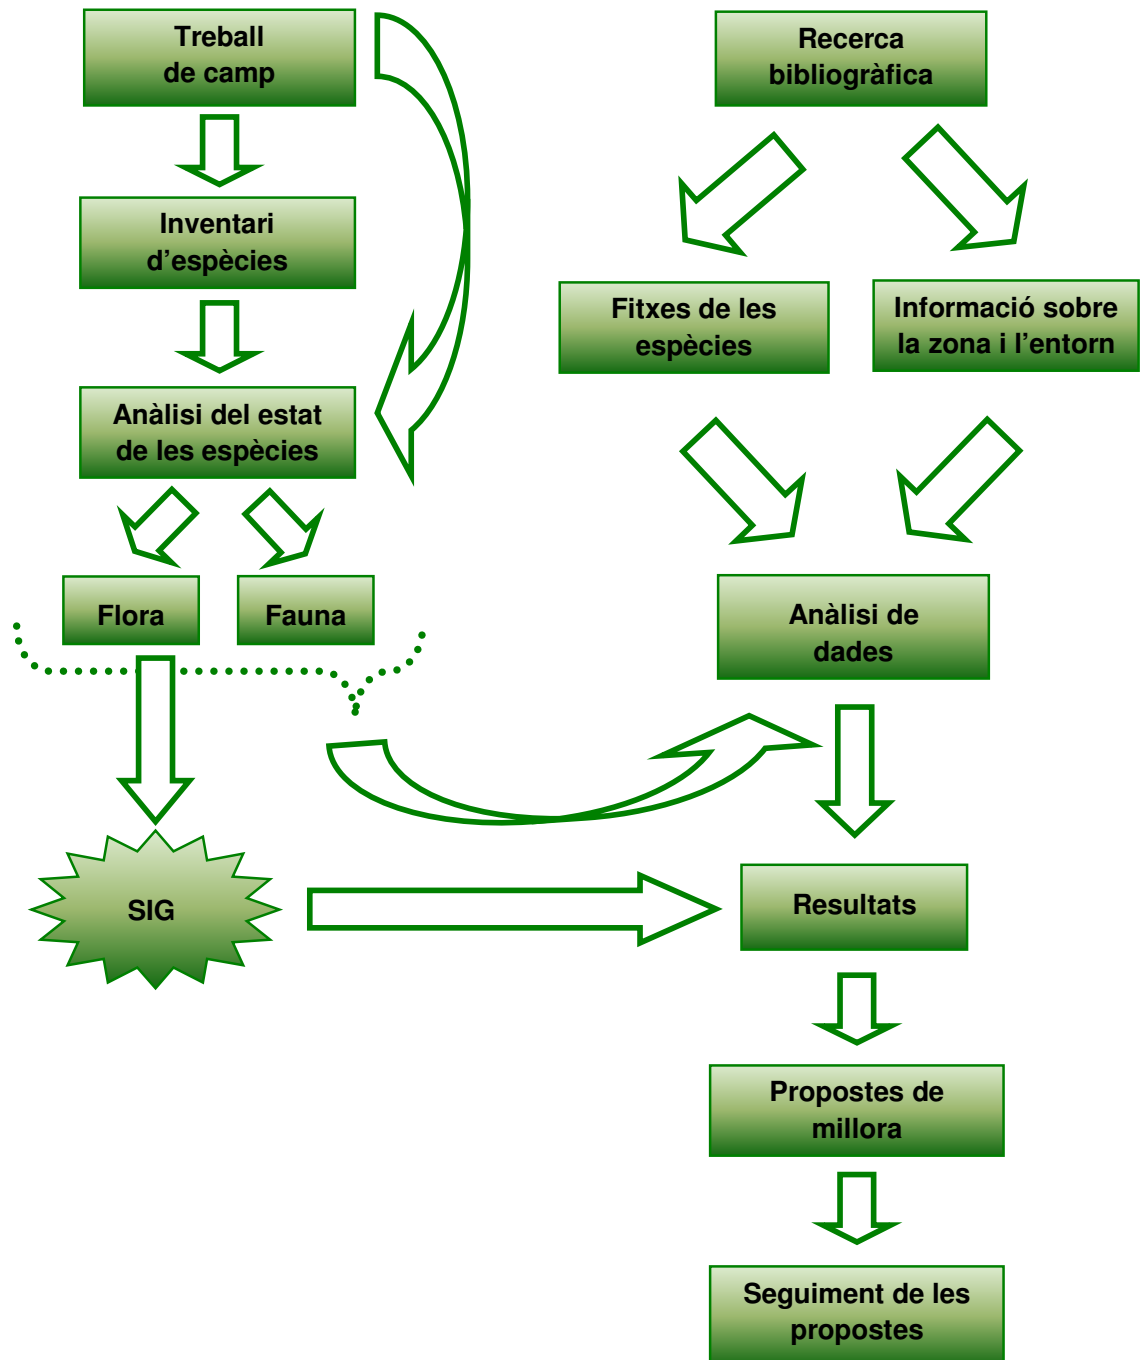 Treball
de camp
Recerca
bibliogràfica
Inventari
d'espècies
Fitxes de les
espècies
Informació sobre
la zona i l'entorn
Anàlisi del estat
de les espècies
Flora
Fauna
Anàlisi de
dades
SIG
Resultats
Propostes de
millora
Seguiment de les
propostes